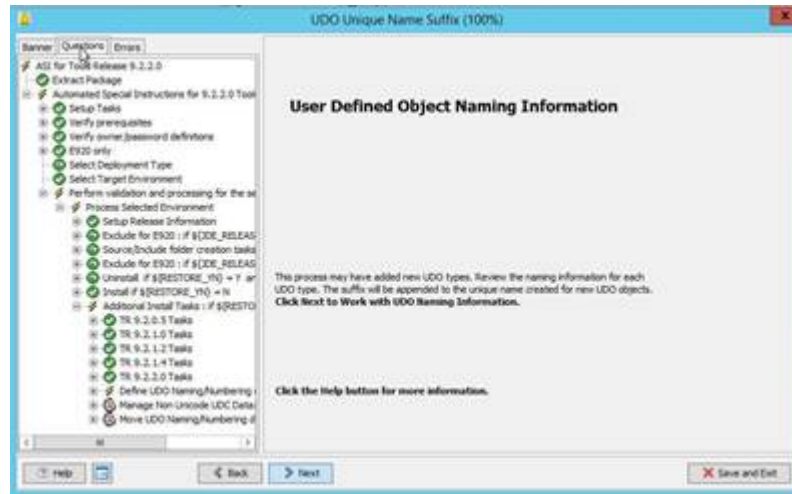 UDO Unique Name Suffix (100%)
Banner Questions Errors
ASI for Tools Release 9.2.2.0
Extract Package
Automated Special Instructions for 9.2.2.0 Tool
Setup Tasks
Verify prerequisites
Verify owner/password definitions
E920 only
Select Deployment Type
Select Target Environment
Perform validation and processing for the se
Process Selected Environment
Setup Release Information
Exclude for E920 : if $(JDE_RELEAS
Source/Include folder creation tasks
Exclude for E920 : if $(JDE_RELEAS
Uninstall if $(RESTORE_YN) = Y ar
Install if $(RESTORE_YN) = N
Additional Install Tasks : if $(RESTO
TR 9.2.0.5 Tasks
TR 9.2.1.0 Tasks
TR 9.2.1.2 Tasks
TR 9.2.1.4 Tasks
TR 9.2.2.0 Tasks
Define UDO Naming/Numbering
Manage Non Unicode UDC Data
Move UDO Naming/Numbering d
User Defined Object Naming Information
This process may have added new UDO types. Review the naming information for each
UDO type. The suffix will be appended to the unique name created for new UDO objects.
Click Next to Work with UDO Naming Information.
Click the Help button for more information.
Help Back Next Save and Exit